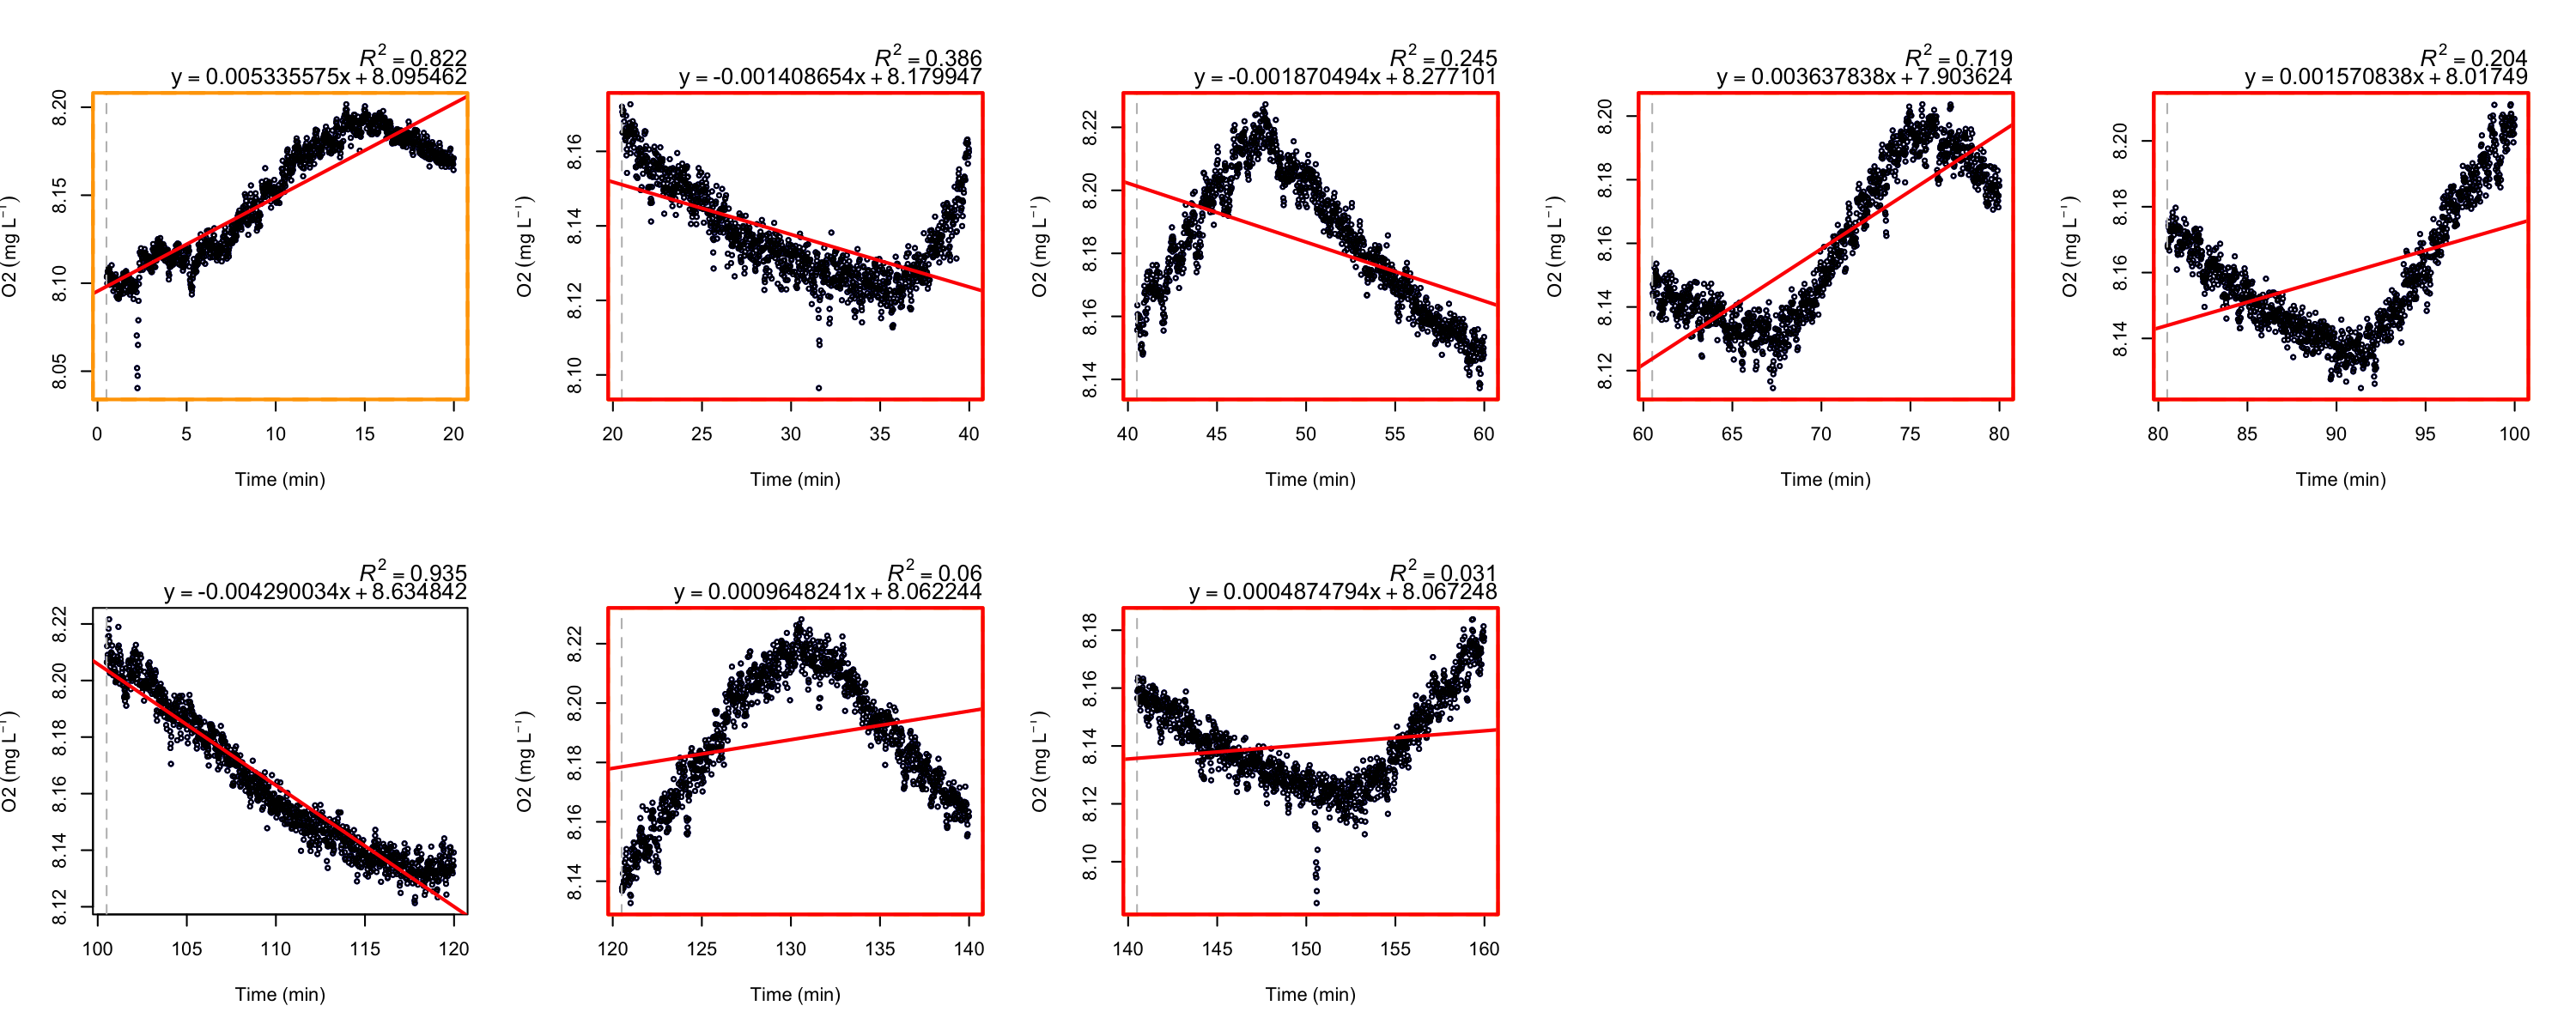 R² = 0.822
y = 0.005335575x + 8.095462
O2 (mg L⁻¹)
8.20
8.15
8.10
8.05
0 5 10 15 20
Time (min)
R² = 0.386
y = -0.001408654x + 8.179947
O2 (mg L⁻¹)
8.16
8.14
8.12
8.10
20 25 30 35 40
Time (min)
R² = 0.245
y = -0.001870494x + 8.277101
O2 (mg L⁻¹)
8.22
8.20
8.18
8.16
8.14
40 45 50 55 60
Time (min)
R² = 0.719
y = 0.003637838x + 7.903624
O2 (mg L⁻¹)
8.20
8.18
8.16
8.14
8.12
60 65 70 75 80
Time (min)
R² = 0.204
y = 0.001570838x + 8.01749
O2 (mg L⁻¹)
8.20
8.18
8.16
8.14
80 85 90 95 100
Time (min)
R² = 0.935
y = -0.004290034x + 8.634842
O2 (mg L⁻¹)
8.22
8.20
8.18
8.16
8.14
8.12
100 105 110 115 120
Time (min)
R² = 0.06
y = 0.0009648241x + 8.062244
O2 (mg L⁻¹)
8.22
8.20
8.18
8.16
8.14
120 125 130 135 140
Time (min)
R² = 0.031
y = 0.0004874794x + 8.067248
O2 (mg L⁻¹)
8.18
8.16
8.14
8.12
8.10
140 145 150 155 160
Time (min)